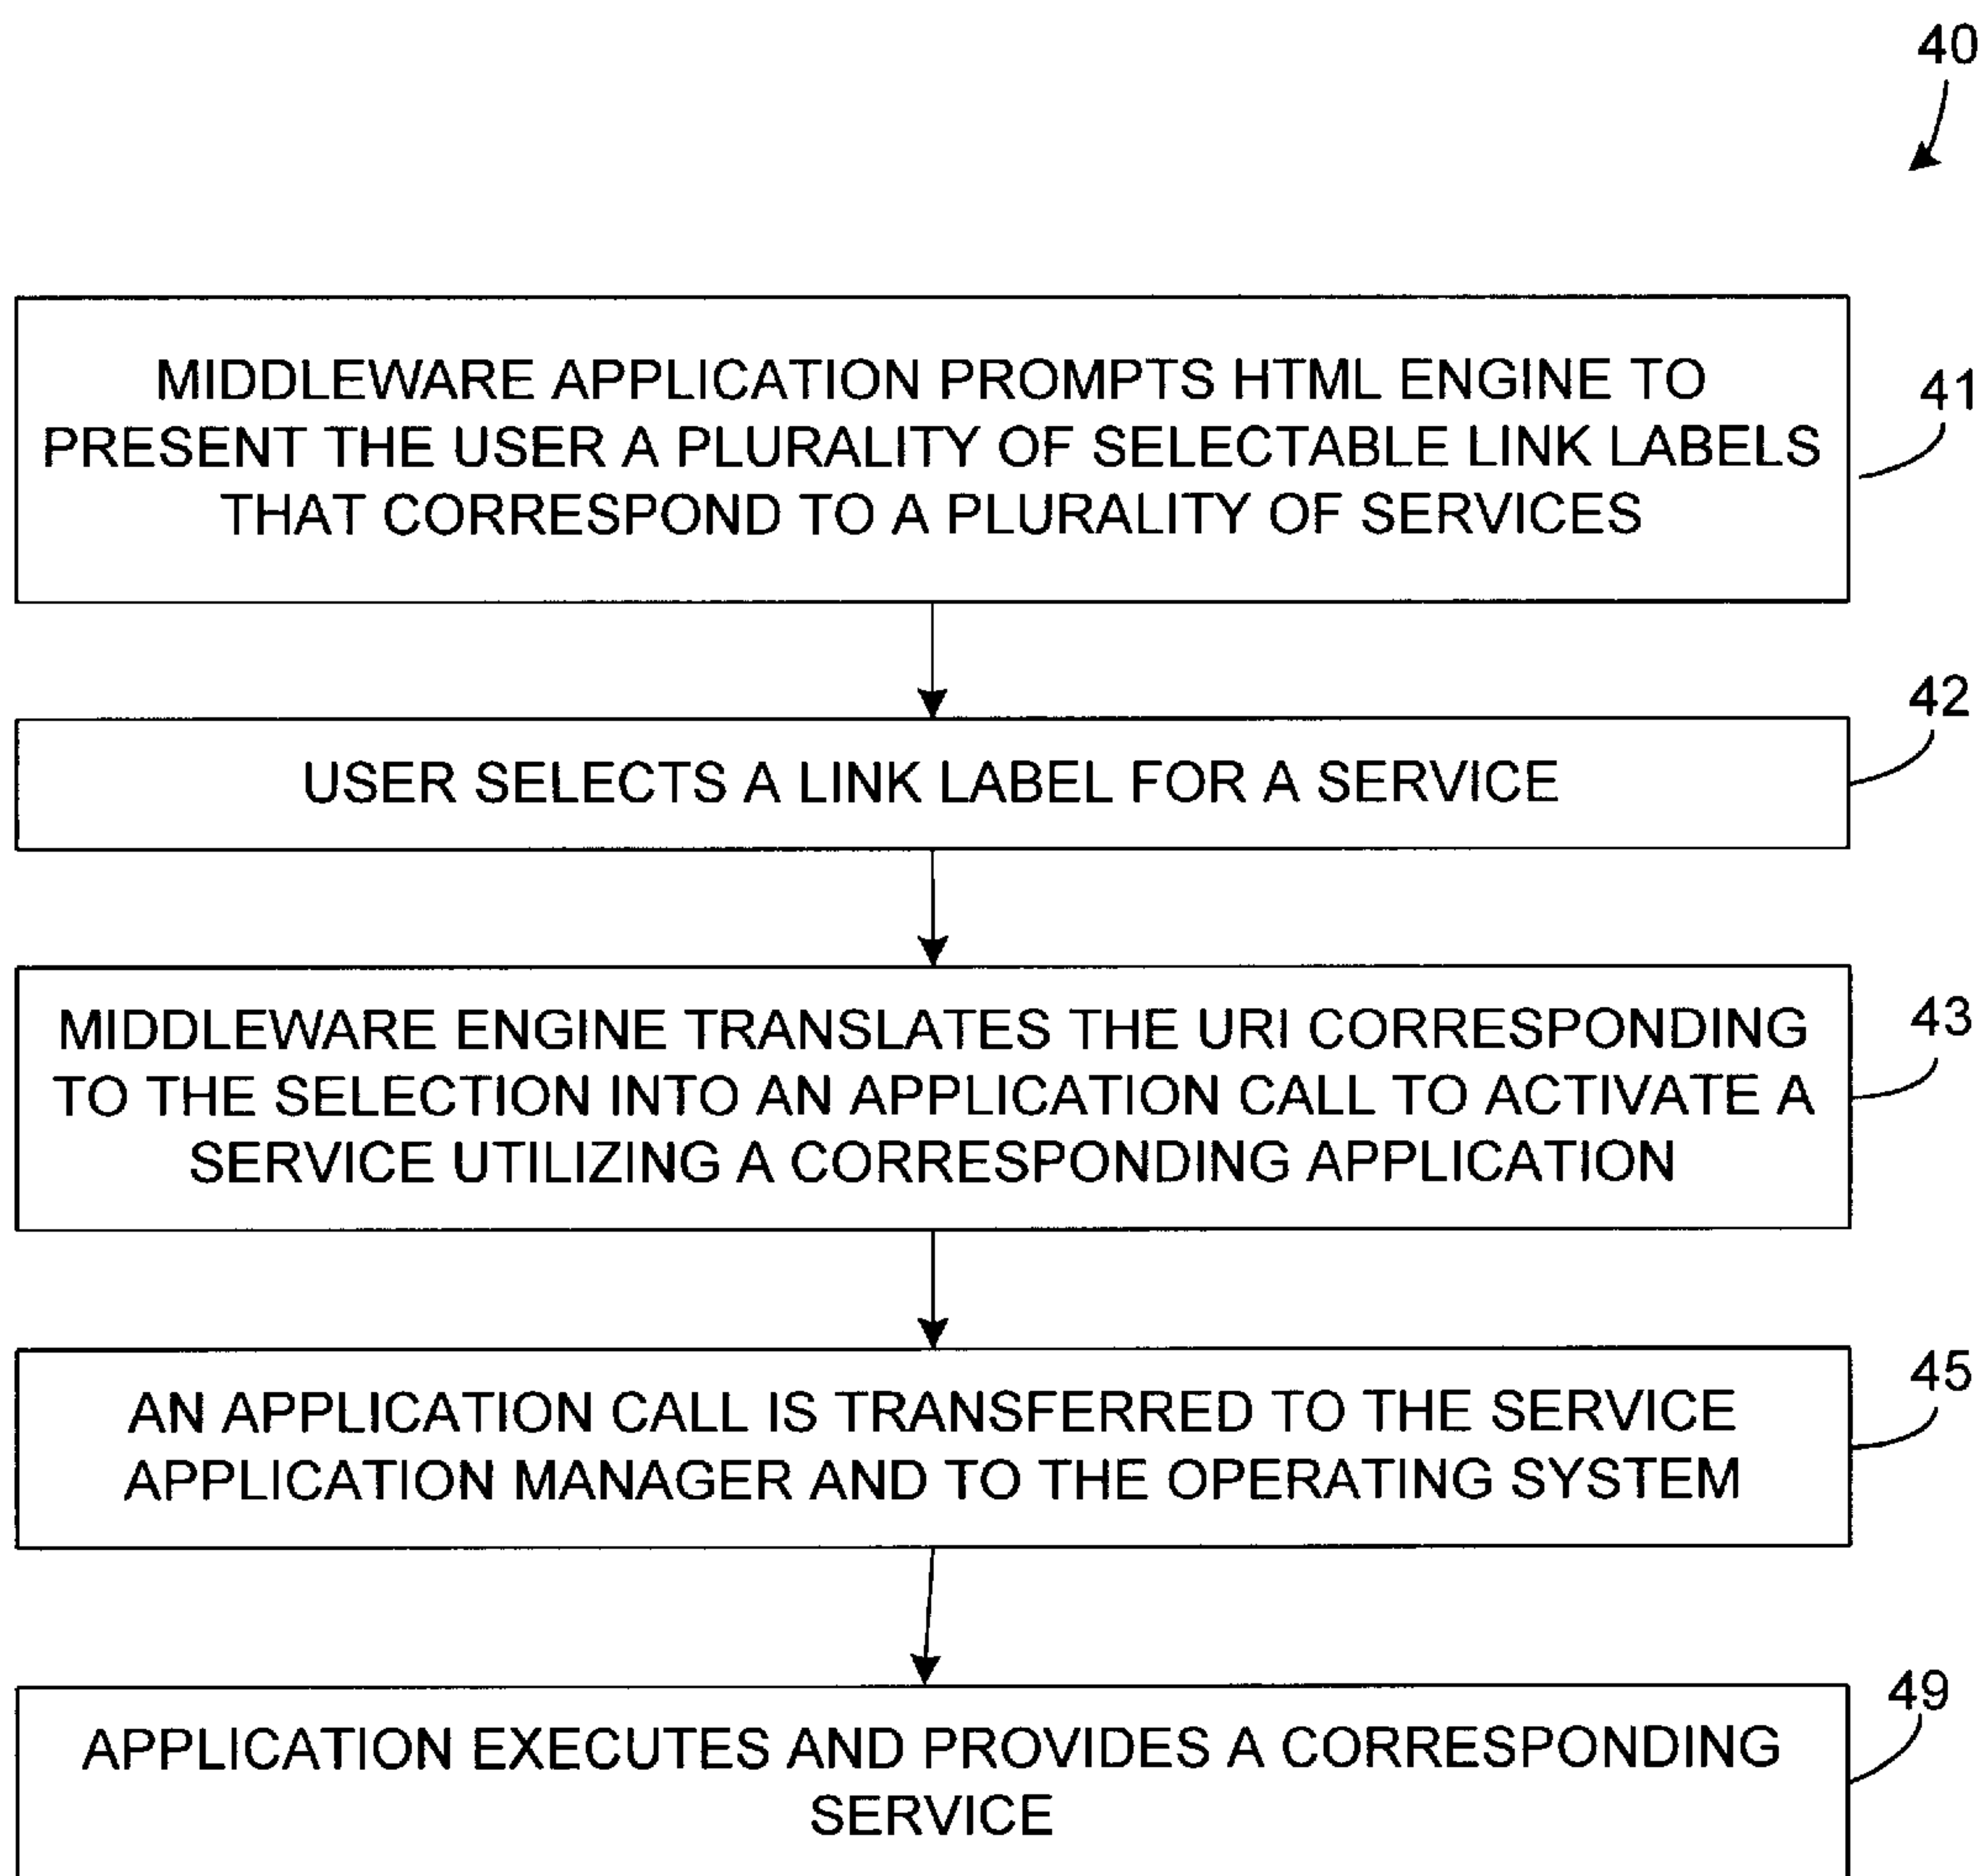 40
MIDDLEWARE APPLICATION PROMPTS HTML ENGINE TO
PRESENT THE USER A PLURALITY OF SELECTABLE LINK LABELS
THAT CORRESPOND TO A PLURALITY OF SERVICES
41
USER SELECTS A LINK LABEL FOR A SERVICE
42
MIDDLEWARE ENGINE TRANSLATES THE URI CORRESPONDING
TO THE SELECTION INTO AN APPLICATION CALL TO ACTIVATE A
SERVICE UTILIZING A CORRESPONDING APPLICATION
43
AN APPLICATION CALL IS TRANSFERRED TO THE SERVICE
APPLICATION MANAGER AND TO THE OPERATING SYSTEM
45
APPLICATION EXECUTES AND PROVIDES A CORRESPONDING
SERVICE
49